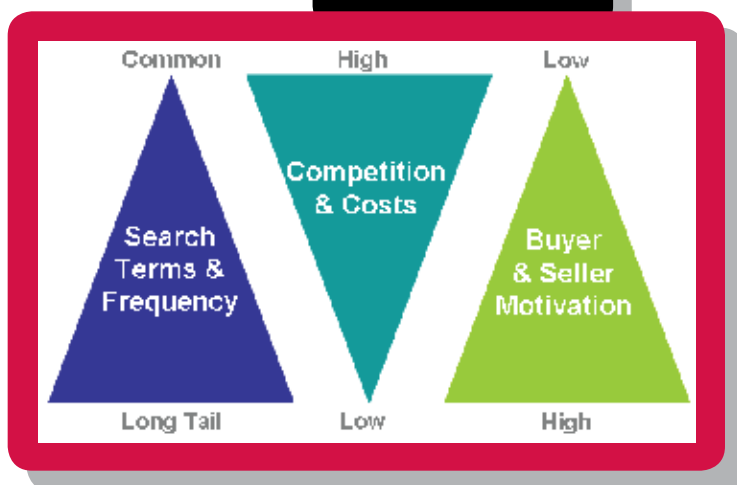 Common
High
Low
Competition
& Costs
Search
Terms &
Frequency
Buyer
& Seller
Motivation
Long Tail
Low
High